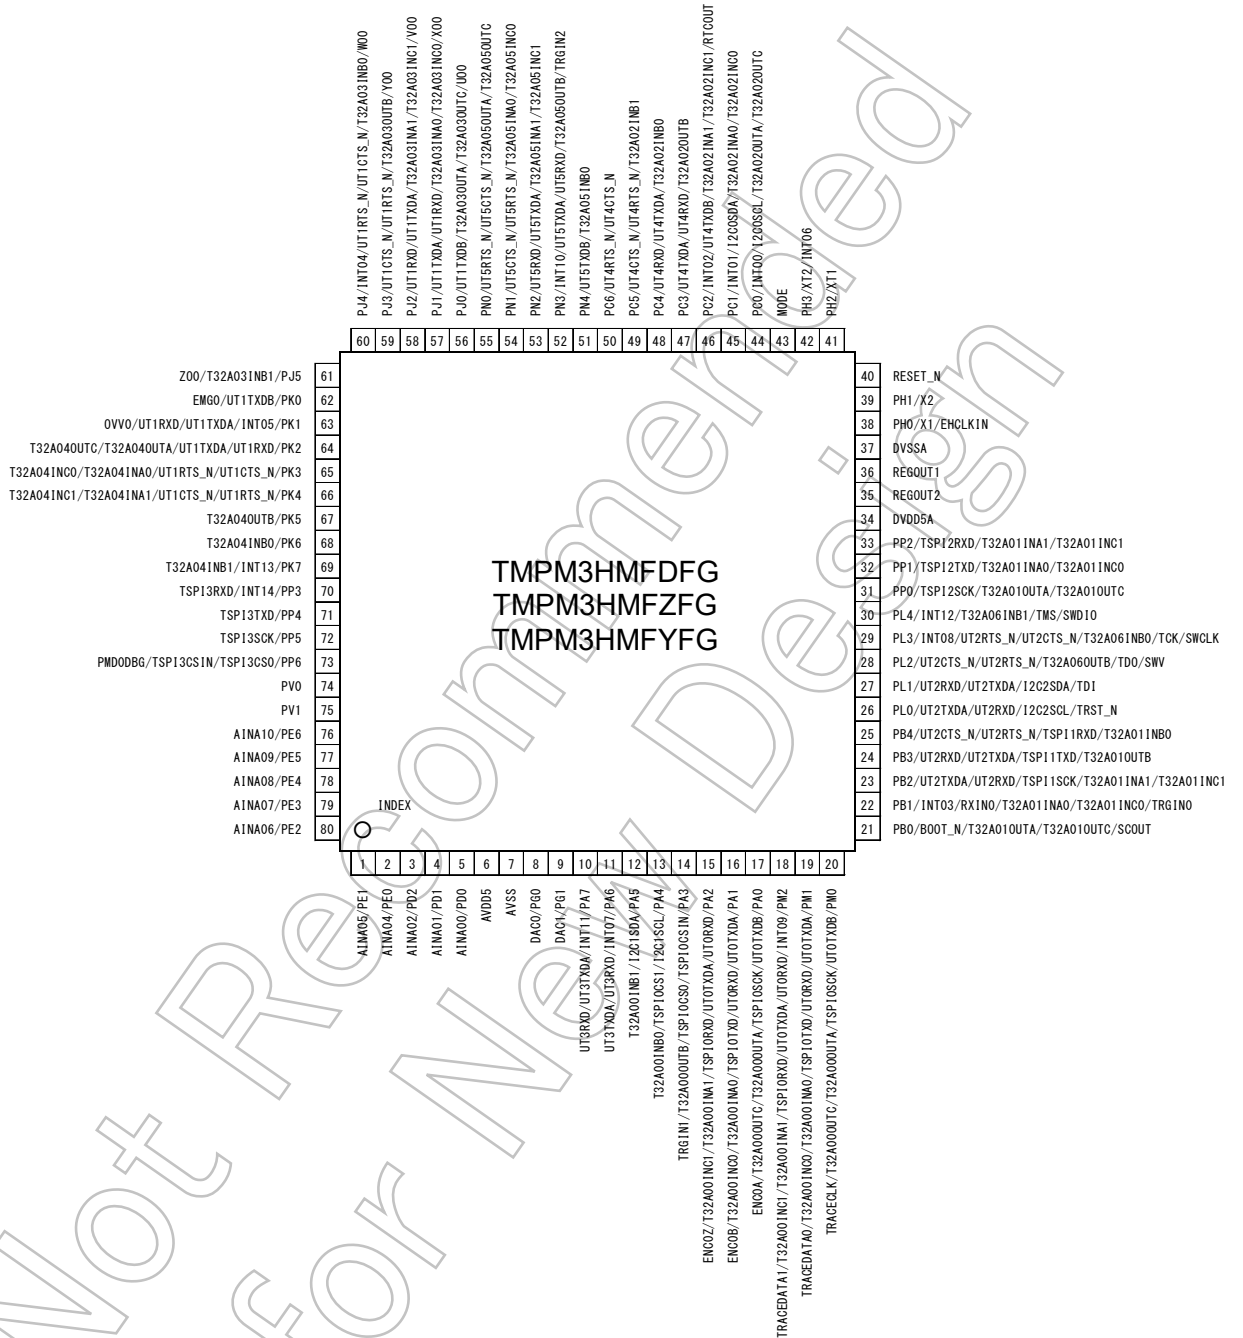 PJ4/INT04/UT1RTS_N/UT1CTS_N/T32A03INB0/WO0
PJ3/UT1CTS_N/UT1RTS_N/T32A03OUTB/YO0
PJ2/UT1RXD/UT1TXDA/T32A03INA1/T32A03INC1/VO0
PJ1/UT1TXDA/UT1RXD/T32A03INA0/T32A03INC0/XO0
PJ0/UT1TXDB/T32A03OUTA/T32A03OUTC/UO0
PN0/UT5RTS_N/UT5CTS_N/T32A05OUTA/T32A05OUTC
PN1/UT5CTS_N/UT5RTS_N/T32A05INA0/T32A05INC0
PN2/UT5RXD/UT5TXDA/T32A05INA1/T32A05INC1
PN3/INT10/UT5TXDA/UT5RXD/T32A05OUTB/TRGIN2
PN4/UT5TXDB/T32A05INB0
PC6/UT4RTS_N/UT4CTS_N
PC5/UT4CTS_N/UT4RTS_N/T32A02INB1
PC4/UT4RXD/UT4TXDA/T32A02INB0
PC3/UT4TXDA/UT4RXD/T32A02OUTB
PC2/INT02/UT4TXDB/T32A02INA1/T32A02INC1/RTCOUT
PC1/INT01/I2C0SDA/T32A02INA0/T32A02INC0
PC0/INT00/I2C0SCL/T32A02OUTA/T32A02OUTC
MODE
PH3/XT2/INT06
PH2/XT1
60 59 58 57 56 55 54 53 52 51 50 49 48 47 46 45 44 43 42 41
ZO0/T32A03INB1/PJ5 61
EMG0/UT1TXDB/PK0 62
OVV0/UT1RXD/UT1TXDA/INT05/PK1 63
T32A04OUTC/T32A04OUTA/UT1TXDA/UT1RXD/PK2 64
T32A04INC0/T32A04INA0/UT1RTS_N/UT1CTS_N/PK3 65
T32A04INC1/T32A04INA1/UT1CTS_N/UT1RTS_N/PK4 66
T32A04OUTB/PK5 67
T32A04INB0/PK6 68
T32A04INB1/INT13/PK7 69
TSPI3RXD/INT14/PP3 70
TSPI3TXD/PP4 71
TSPI3SCK/PP5 72
PMD0DBG/TSPI3CSIN/TSPI3CS0/PP6 73
PV0 74
PV1 75
AINA10/PE6 76
AINA09/PE5 77
AINA08/PE4 78
AINA07/PE3 79
AINA06/PE2 80
TMPM3HMFDFG
TMPM3HMFZFG
TMPM3HMFYFG
INDEX
40 RESET_N
39 PH1/X2
38 PH0/X1/EHCLKIN
37 DVSSA
36 REGOUT1
35 REGOUT2
34 DVDD5A
33 PP2/TSPI2RXD/T32A01INA1/T32A01INC1
32 PP1/TSPI2TXD/T32A01INA0/T32A01INC0
31 PP0/TSPI2SCK/T32A01OUTA/T32A01OUTC
30 PL4/INT12/T32A06INB1/TMS/SWDIO
29 PL3/INT08/UT2RTS_N/UT2CTS_N/T32A06INB0/TCK/SWCLK
28 PL2/UT2CTS_N/UT2RTS_N/T32A06OUTB/TDO/SWV
27 PL1/UT2RXD/UT2TXDA/I2C2SDA/TDI
26 PL0/UT2TXDA/UT2RXD/I2C2SCL/TRST_N
25 PB4/UT2CTS_N/UT2RTS_N/TSPI1RXD/T32A01INB0
24 PB3/UT2RXD/UT2TXDA/TSPI1TXD/T32A01OUTB
23 PB2/UT2TXDA/UT2RXD/TSPI1SCK/T32A01INA1/T32A01INC1
22 PB1/INT03/RXIN0/T32A01INA0/T32A01INC0/TRGIN0
21 PB0/BOOT_N/T32A01OUTA/T32A01OUTC/SCOUT
1 2 3 4 5 6 7 8 9 10 11 12 13 14 15 16 17 18 19 20
AINA05/PE1
AINA04/PE0
AINA02/PD2
AINA01/PD1
AINA00/PD0
AVDD5
AVSS
DAC0/PG0
DAC1/PG1
UT3RXD/UT3TXDA/INT11/PA7
UT3TXDA/UT3RXD/INT07/PA6
T32A00INB1/I2C1SDA/PA5
T32A00INB0/TSPI0CS1/I2C1SCL/PA4
TRGIN1/T32A00OUTB/TSPI0CS0/TSPI0CSIN/PA3
ENC0Z/T32A00INC1/T32A00INA1/TSPI0RXD/UT0TXDA/UT0RXD/PA2
ENC0B/T32A00INC0/T32A00INA0/TSPI0TXD/UT0RXD/UT0TXDA/PA1
ENC0A/T32A00OUTC/T32A00OUTA/TSPI0SCK/UT0TXDB/PA0
TRACEDATA1/T32A00INC1/T32A00INA1/TSPI0RXD/UT0TXDA/UT0RXD/INT09/PM2
TRACEDATA0/T32A00INC0/T32A00INA0/TSPI0TXD/UT0RXD/UT0TXDA/PM1
TRACECLK/T32A00OUTC/T32A00OUTA/TSPI0SCK/UT0TXDB/PM0
Not Recommended
for New Design